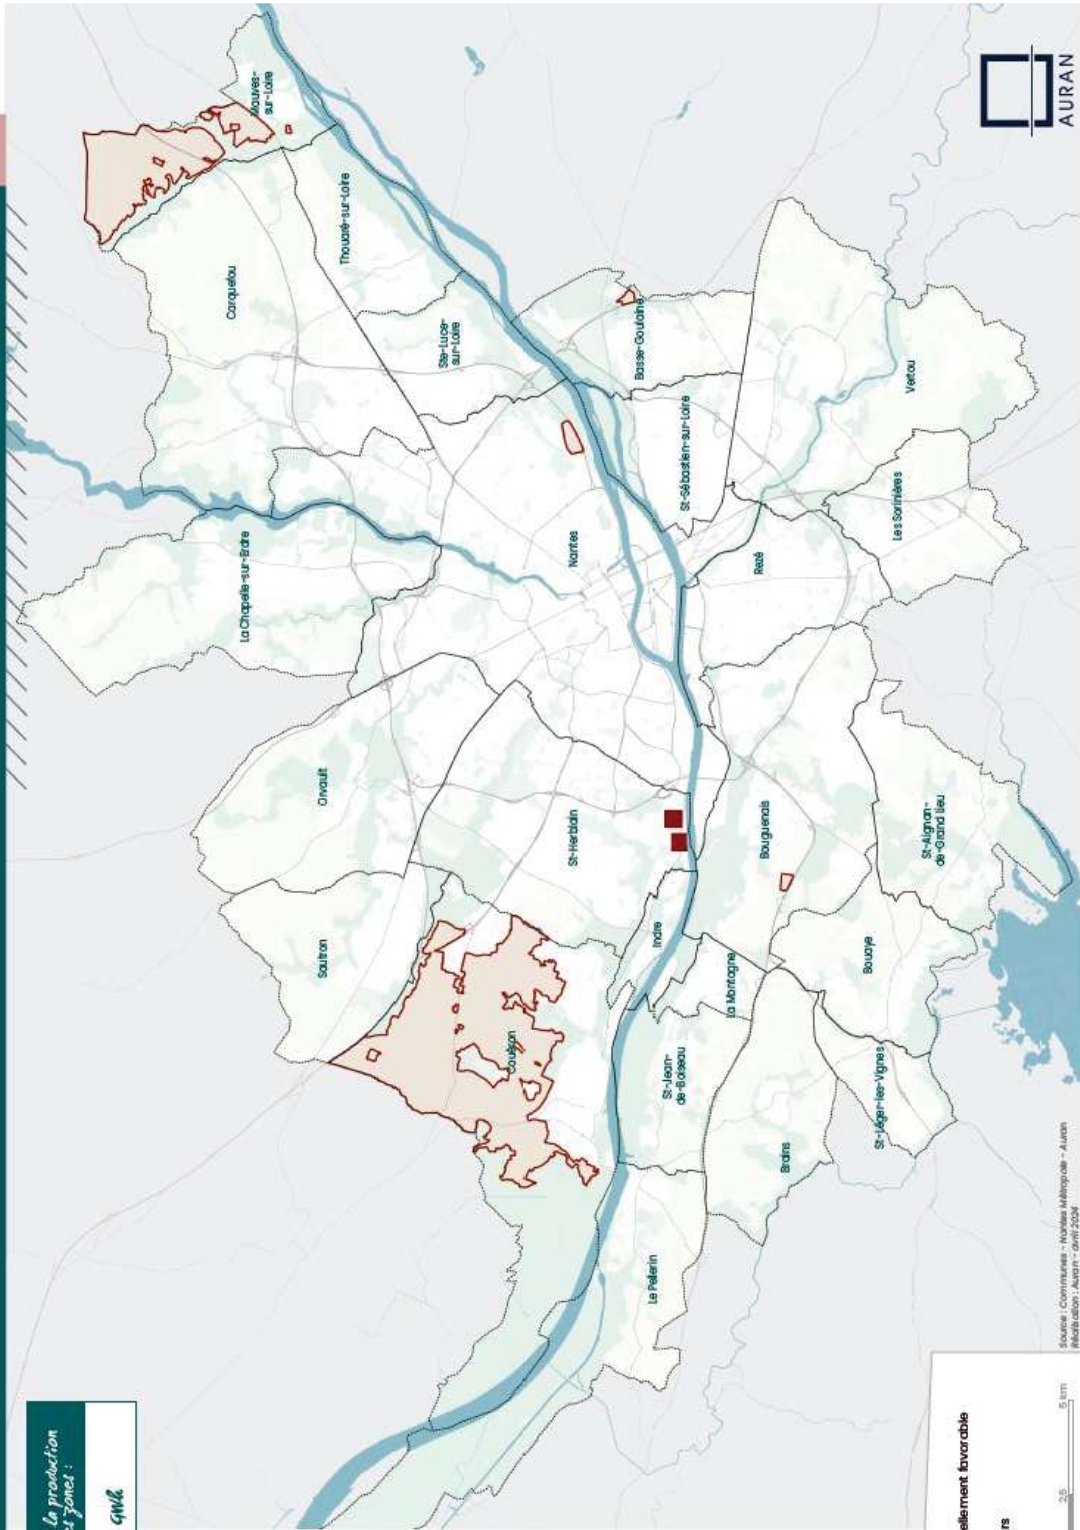 la production
s zones :
GWh
Mauves-
sur-Loire
Carquefou
Thouaré-sur-Loire
Ste-Luce-
sur-Loire
Basse-Goulaine
La Chapelle-sur-Erdre
Nantes
St-Sébastien-sur-Loire
Vertou
Les Sorinières
Rezé
Orvault
St-Herblain
Bouguenais
St-Aignan-
de-Grand Lieu
Sautron
Indre
Couëron
La Montagne
Bouaye
St-Jean-
de-Boiseau
St-Léger-les-Vignes
Brains
Le Pellerin
ellement favorable
rs
2,5
5 km
Source : Communes - Nantes Métropole - Auran
Réalisation : Auran - avril 2024
AURAN